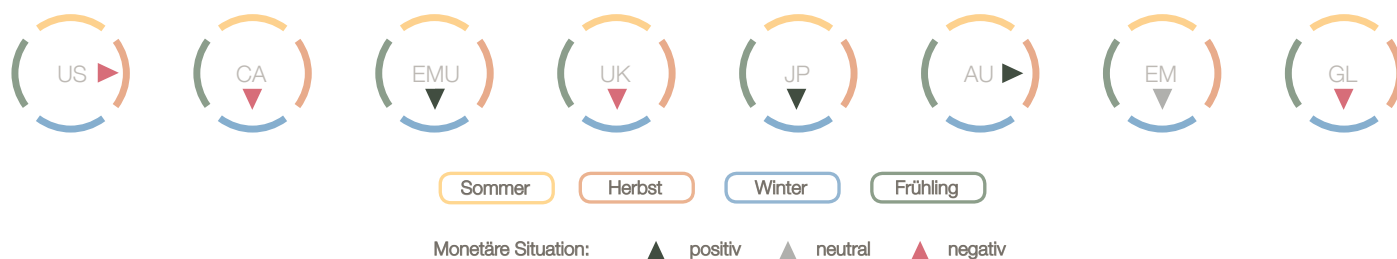 US CA EMU UK JP AU EM GL
Sommer Herbst Winter Frühling
Monetäre Situation: positiv neutral negativ